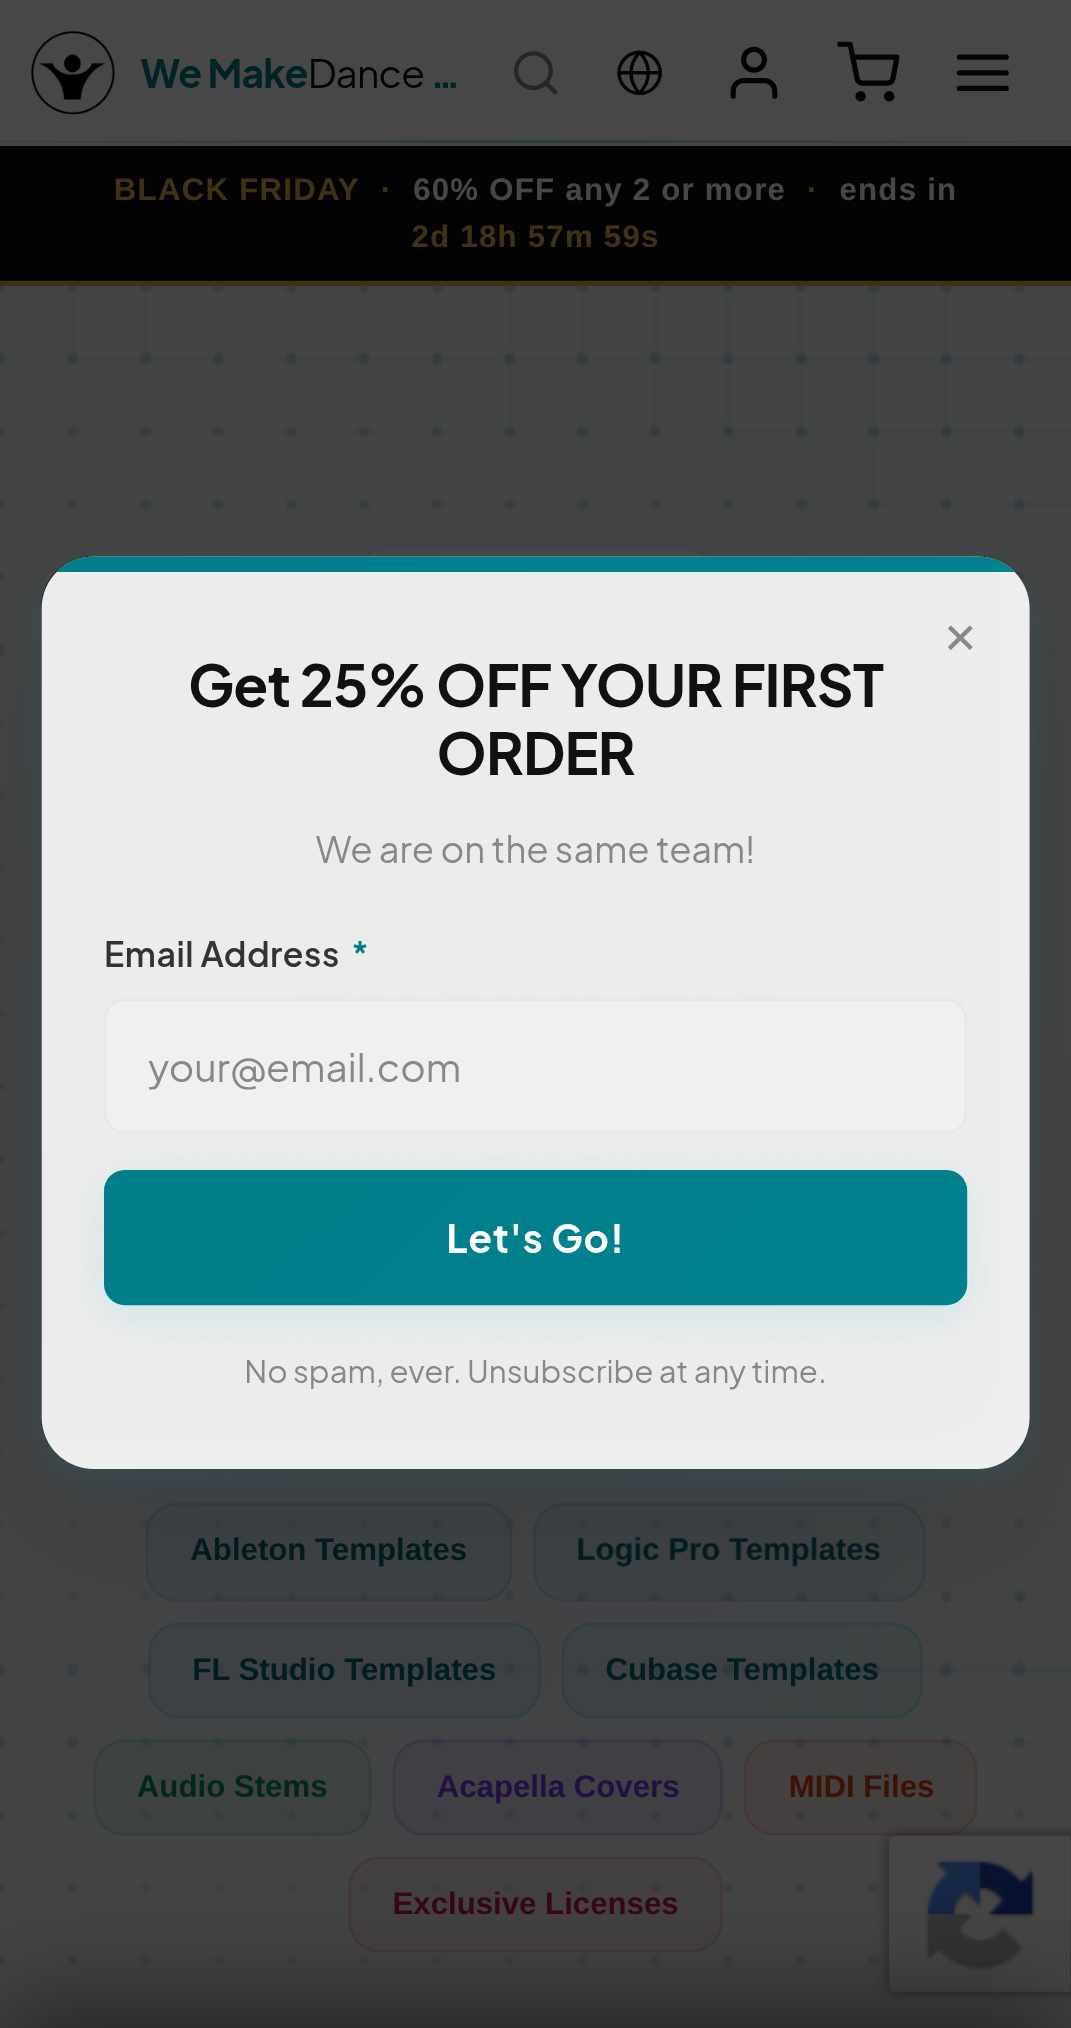 We MakeDance ...
BLACK FRIDAY · 60% OFF any 2 or more · ends in
2d 18h 57m 59s
Get 25% OFF YOUR FIRST
ORDER
We are on the same team!
Email Address *
your@email.com
Let's Go!
No spam, ever. Unsubscribe at any time.
Ableton Templates
Logic Pro Templates
FL Studio Templates
Cubase Templates
Audio Stems
Acapella Covers
MIDI Files
Exclusive Licenses